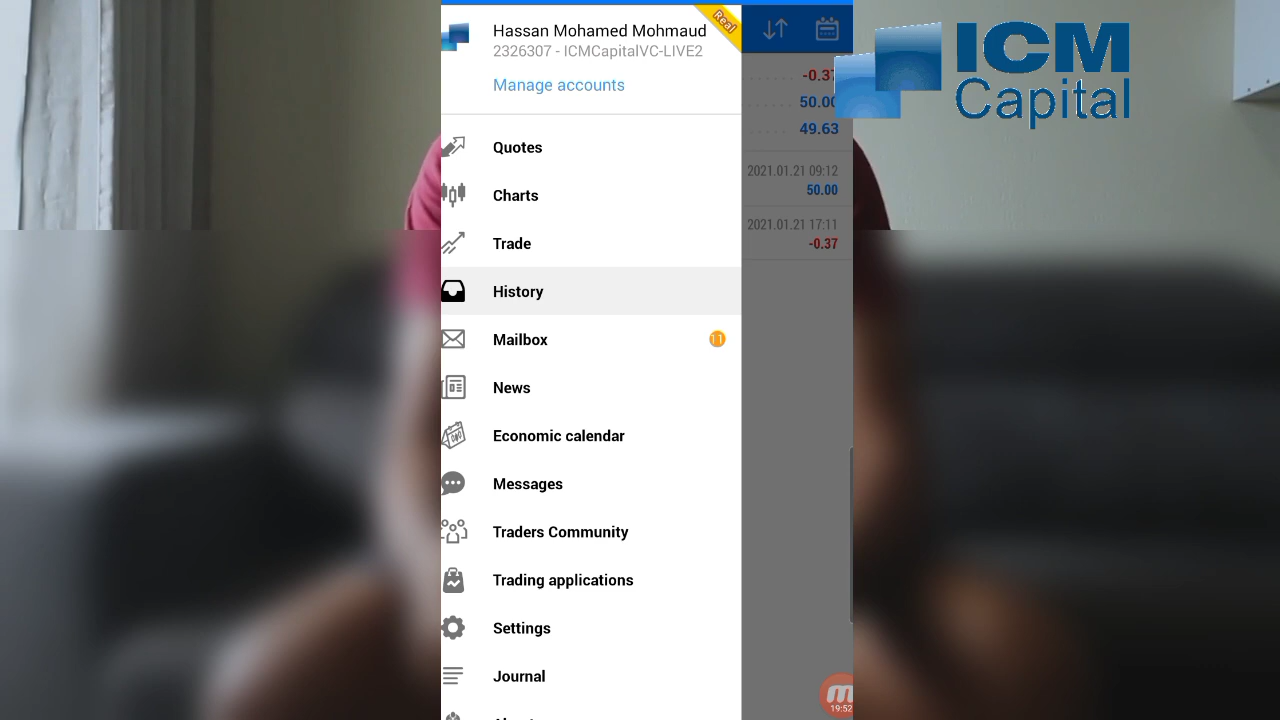 Hassan Mohamed Mohmaud
Real
2326307 - ICMCapitalVC-LIVE2
Manage accounts
Quotes
Charts
Trade
History
Mailbox
11
News
Economic calendar
Messages
Traders Community
Trading applications
Settings
Journal
-0.37
50.00
49.63
2021.01.21 09:12
50.00
2021.01.21 17:11
-0.37
19:52
ICM
Capital